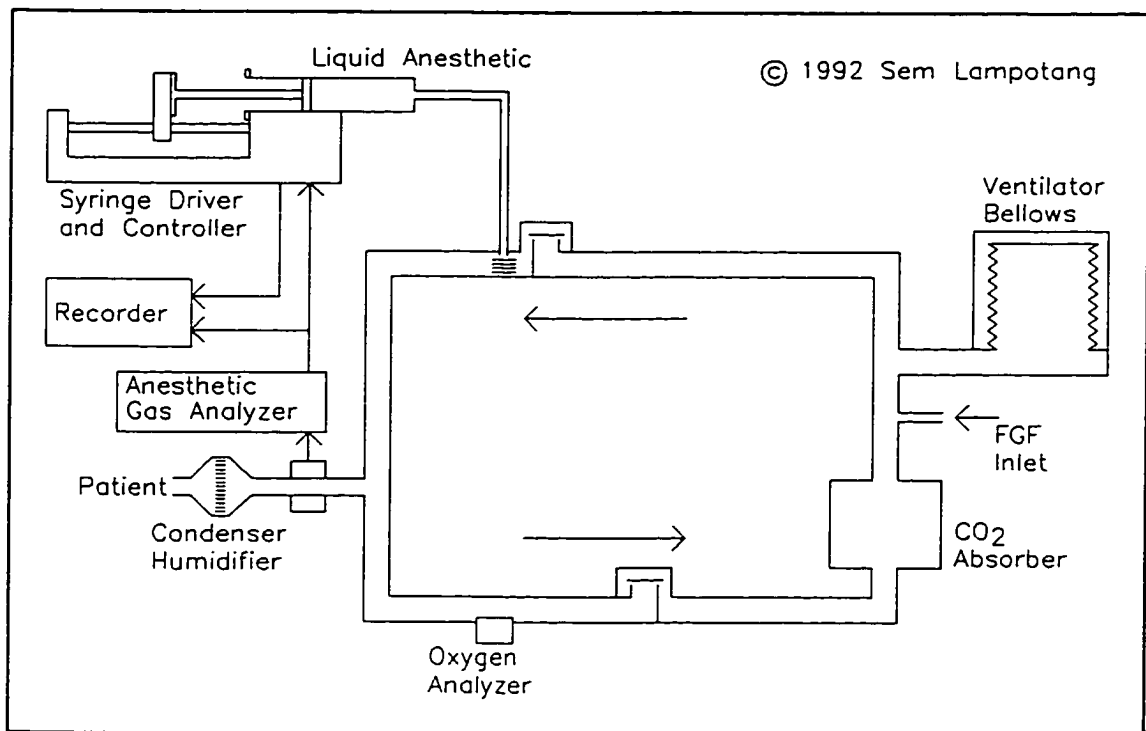 Liquid Anesthetic
© 1992 Sem Lampotang
Syringe Driver
and Controller
Ventilator
Bellows
Recorder
Anesthetic
Gas Analyzer
FGF
Inlet
Patient
Condenser
Humidifier
CO₂
Absorber
Oxygen
Analyzer